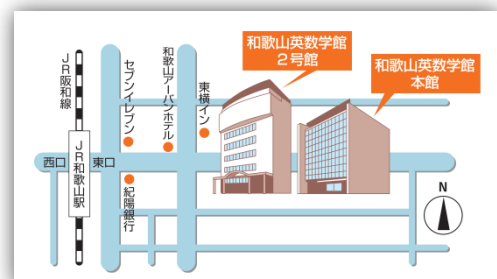 和歌山英数学館
2号館
和歌山英数学館
本館
JR阪和線
セブンイレブン
和歌山アーバンホテル
東横イン
西口
JR和歌山駅
東口
紀陽銀行
N